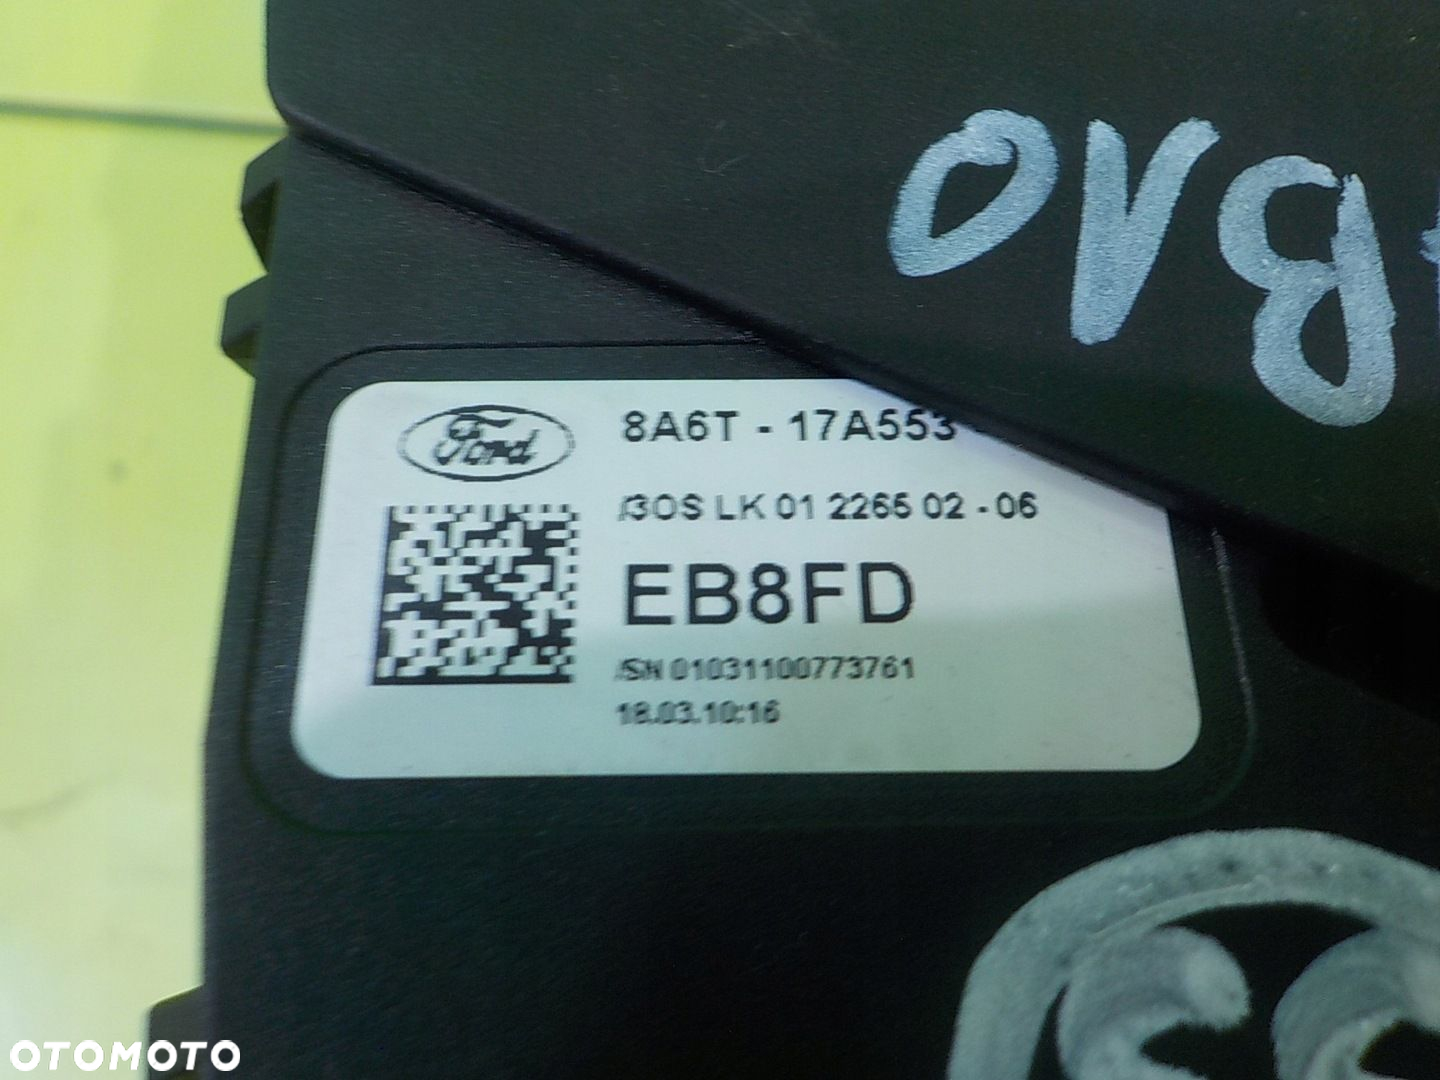 Ford
8A6T - 17A553 -
/3OS LK 01 2265 02 - 06
EB8FD
/SN 01031100773761
18.03.10:16
OTOMOTO